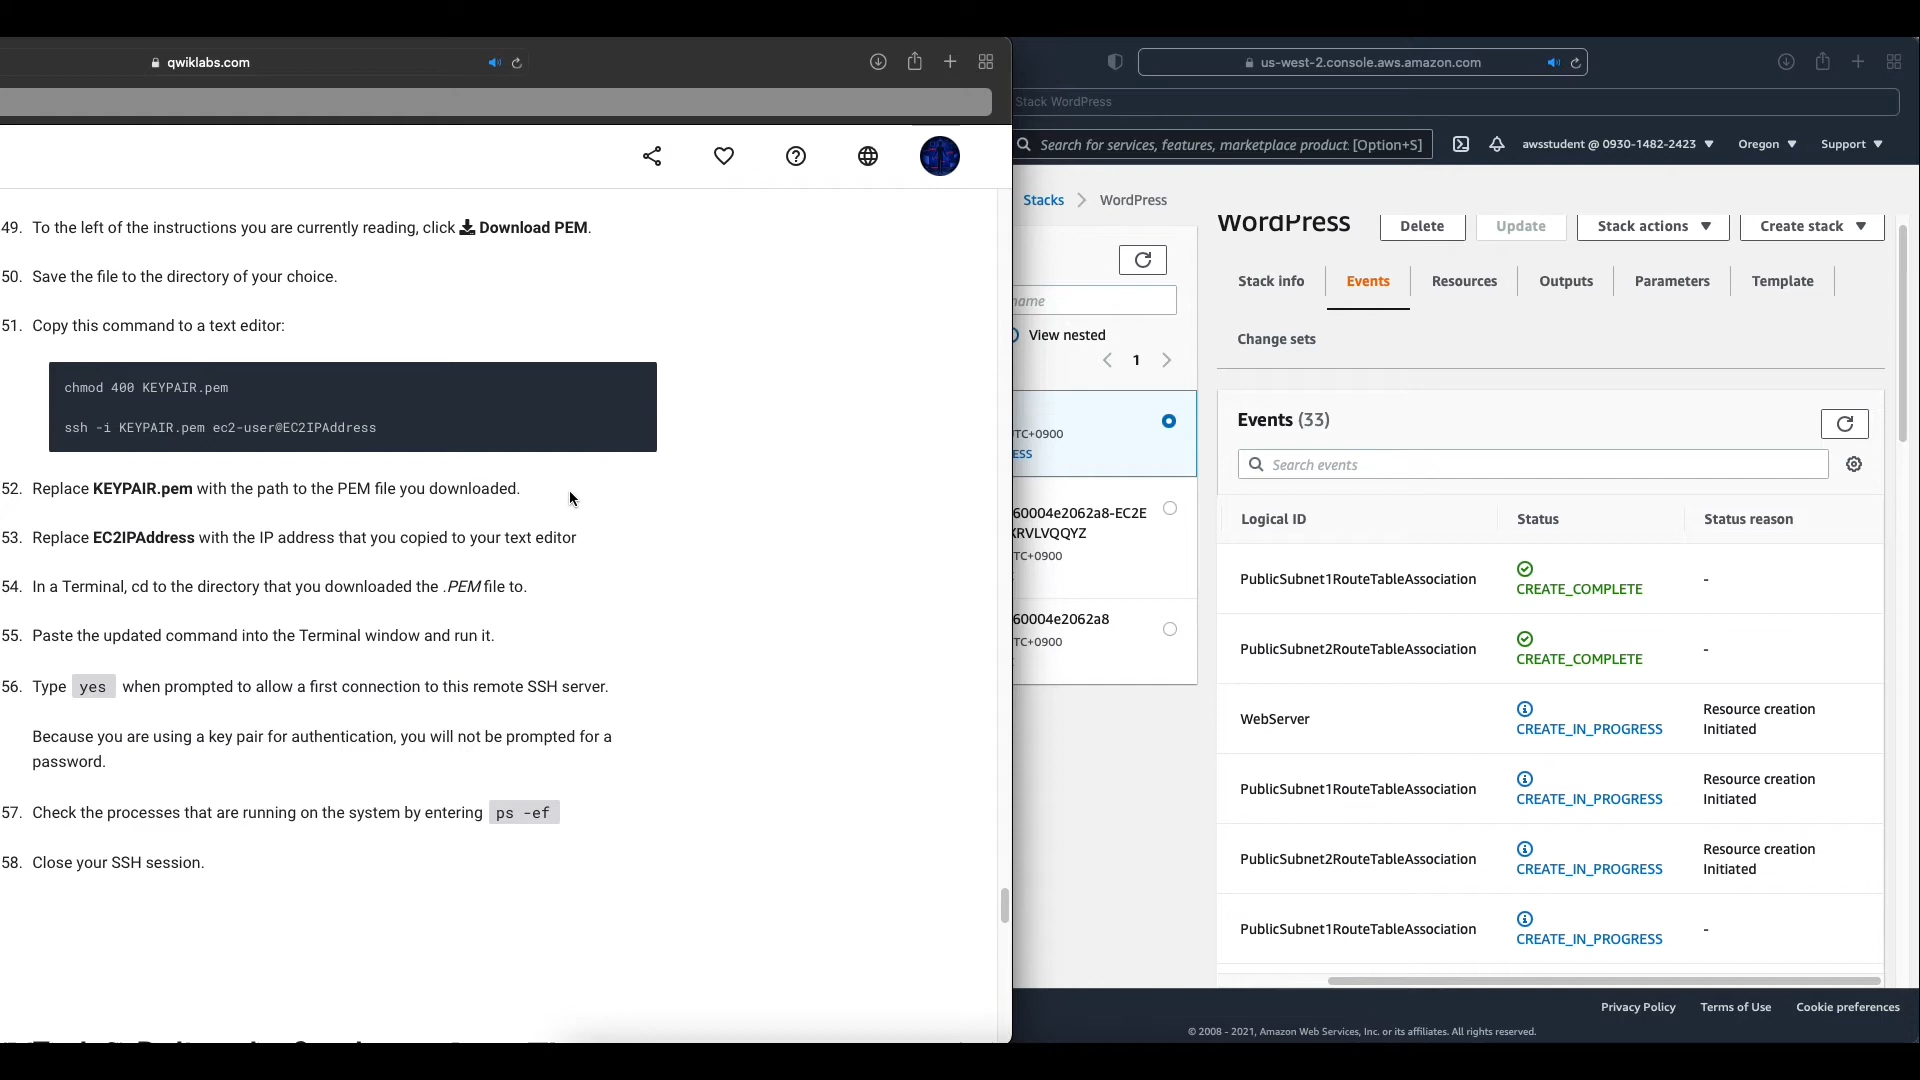 qwiklabs.com
49. To the left of the instructions you are currently reading, click Download PEM.
50. Save the file to the directory of your choice.
51. Copy this command to a text editor:
chmod 400 KEYPAIR.pem
ssh -i KEYPAIR.pem ec2-user@EC2IPAddress
52. Replace KEYPAIR.pem with the path to the PEM file you downloaded.
53. Replace EC2IPAddress with the IP address that you copied to your text editor
54. In a Terminal, cd to the directory that you downloaded the .PEM file to.
55. Paste the updated command into the Terminal window and run it.
56. Type yes when prompted to allow a first connection to this remote SSH server.
Because you are using a key pair for authentication, you will not be prompted for a
password.
57. Check the processes that are running on the system by entering ps -ef
58. Close your SSH session.
us-west-2.console.aws.amazon.com
Stack WordPress
Search for services, features, marketplace product [Option+S]
awsstudent @ 0930-1482-2423
Oregon
Support
Stacks
WordPress
name
View nested
1
UTC+0900
ESS
60004e2062a8-EC2E
KRVLVQQYZ
TC+0900
60004e2062a8
TC+0900
WordPress
Delete
Update
Stack actions
Create stack
Stack info
Events
Resources
Outputs
Parameters
Template
Change sets
Events (33)
Search events
Logical ID Status Status reason
PublicSubnet1RouteTableAssociation CREATE_COMPLETE -
PublicSubnet2RouteTableAssociation CREATE_COMPLETE -
WebServer CREATE_IN_PROGRESS Resource creation
Initiated
PublicSubnet1RouteTableAssociation CREATE_IN_PROGRESS Resource creation
Initiated
PublicSubnet2RouteTableAssociation CREATE_IN_PROGRESS Resource creation
Initiated
PublicSubnet1RouteTableAssociation CREATE_IN_PROGRESS -
Privacy Policy
Terms of Use
Cookie preferences
© 2008 - 2021, Amazon Web Services, Inc. or its affiliates. All rights reserved.